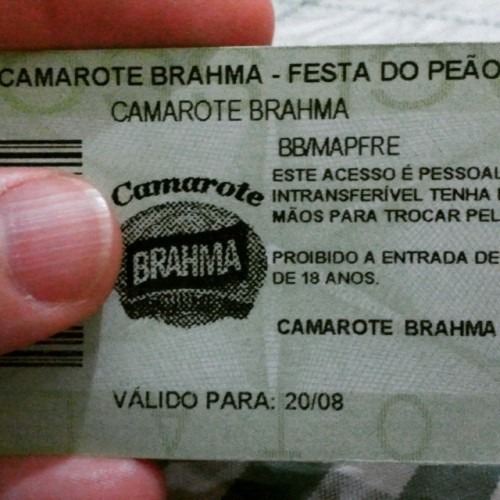 CAMAROTE BRAHMA - FESTA DO PEÃO
CAMAROTE BRAHMA
BB/MAPFRE
ESTE ACESSO É PESSOAL
INTRANSFERÍVEL TENHA
MÃOS PARA TROCAR PEL
Camarote
BRAHMA
PROIBIDO A ENTRADA DE
DE 18 ANOS.
CAMAROTE BRAHMA
VÁLIDO PARA: 20/08